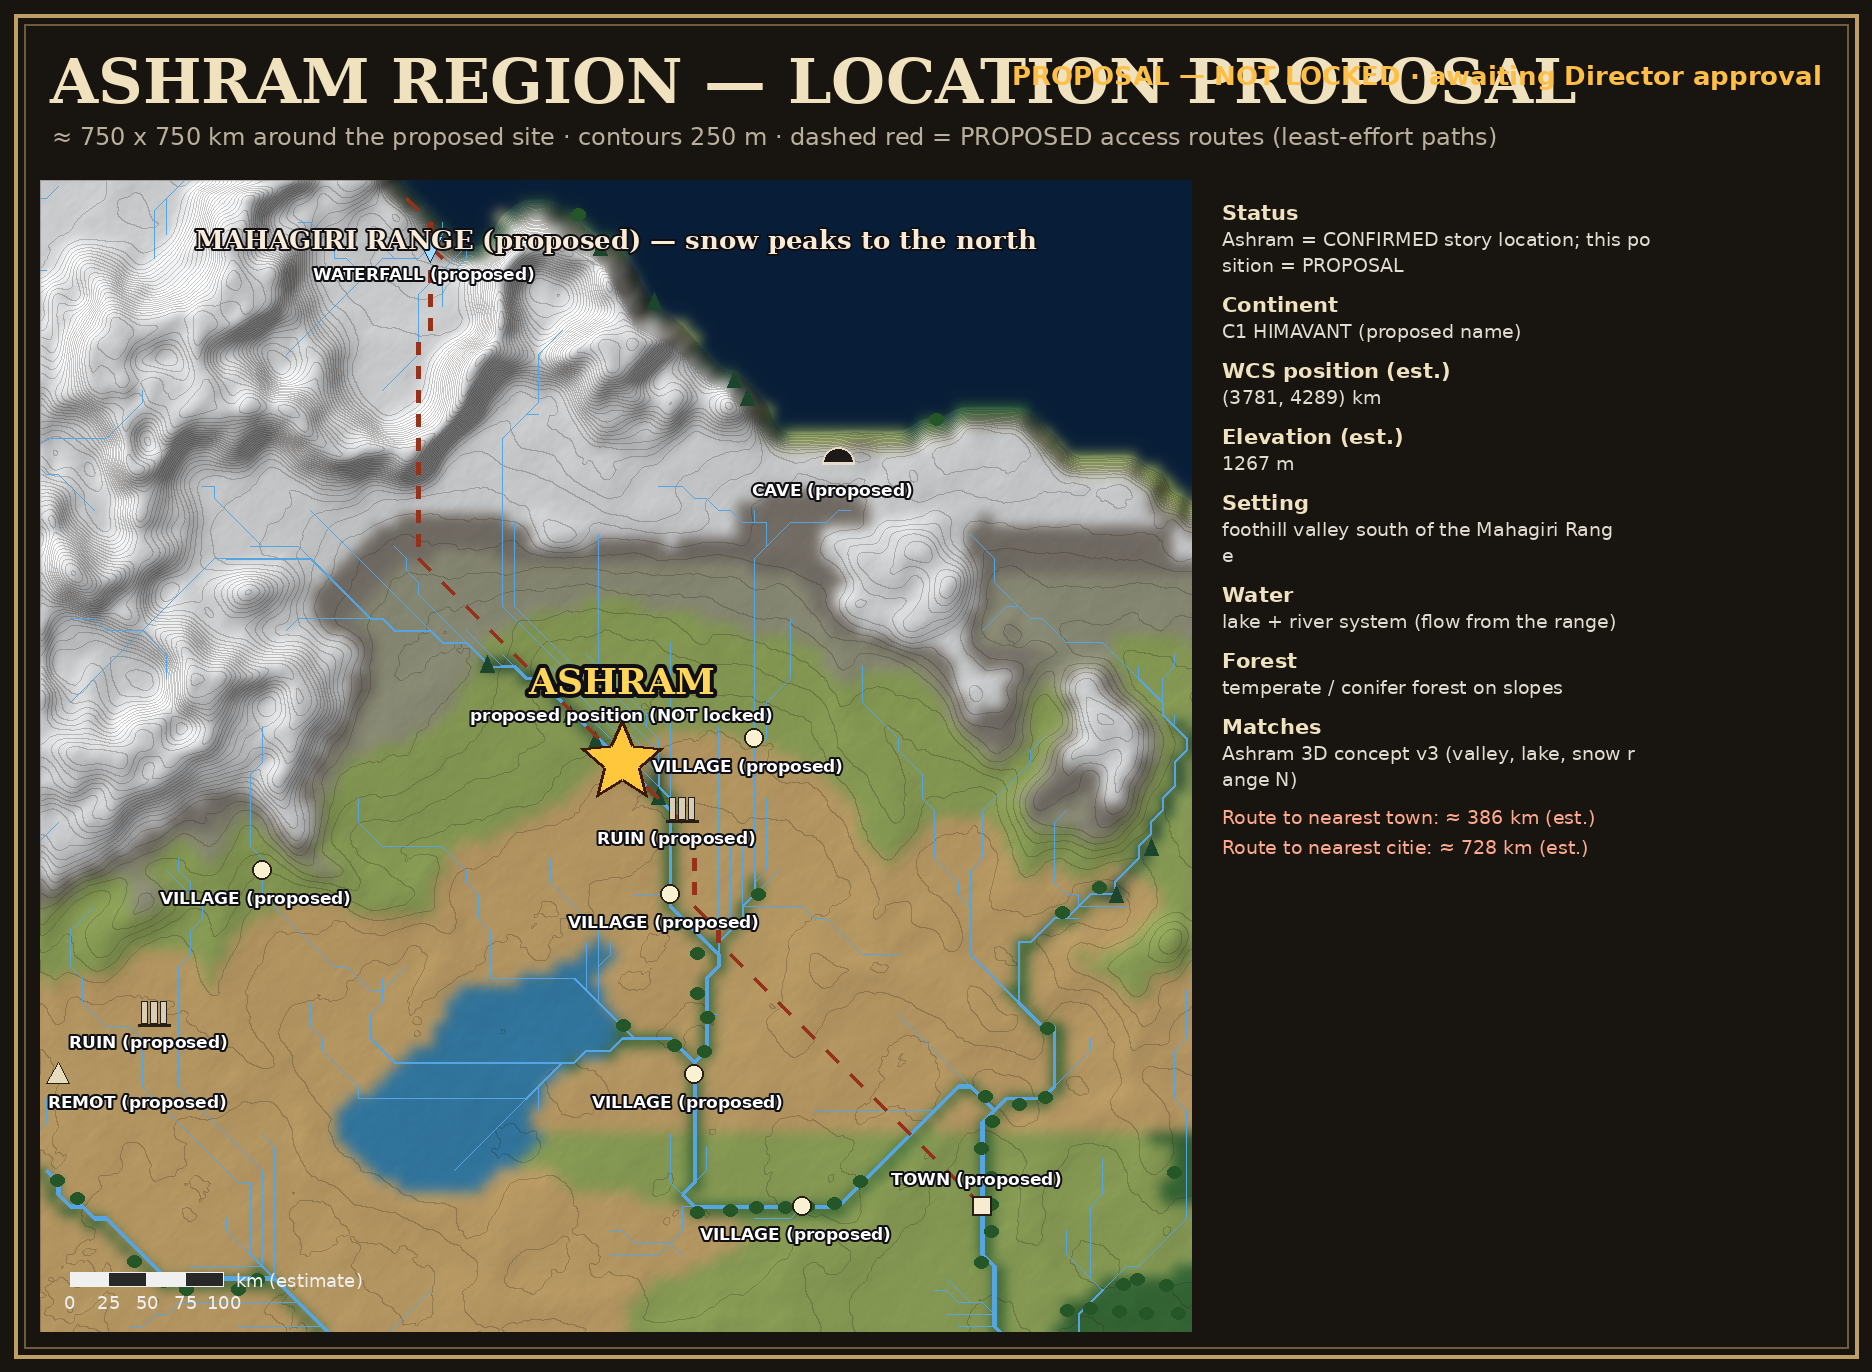 ASHRAM REGION — LOCATION PROPOSAL
PROPOSAL — NOT LOCKED · awaiting Director approval
≈ 750 x 750 km around the proposed site · contours 250 m · dashed red = PROPOSED access routes (least-effort paths)
MAHAGIRI RANGE (proposed) — snow peaks to the north
WATERFALL (proposed)
CAVE (proposed)
ASHRAM
proposed position (NOT locked)
VILLAGE (proposed)
RUIN (proposed)
VILLAGE (proposed)
VILLAGE (proposed)
RUIN (proposed)
REMOT (proposed)
VILLAGE (proposed)
TOWN (proposed)
VILLAGE (proposed)
km (estimate)
0 25 50 75 100
Status
Ashram = CONFIRMED story location; this po
sition = PROPOSAL
Continent
C1 HIMAVANT (proposed name)
WCS position (est.)
(3781, 4289) km
Elevation (est.)
1267 m
Setting
foothill valley south of the Mahagiri Rang
e
Water
lake + river system (flow from the range)
Forest
temperate / conifer forest on slopes
Matches
Ashram 3D concept v3 (valley, lake, snow r
ange N)
Route to nearest town: ≈ 386 km (est.)
Route to nearest citie: ≈ 728 km (est.)